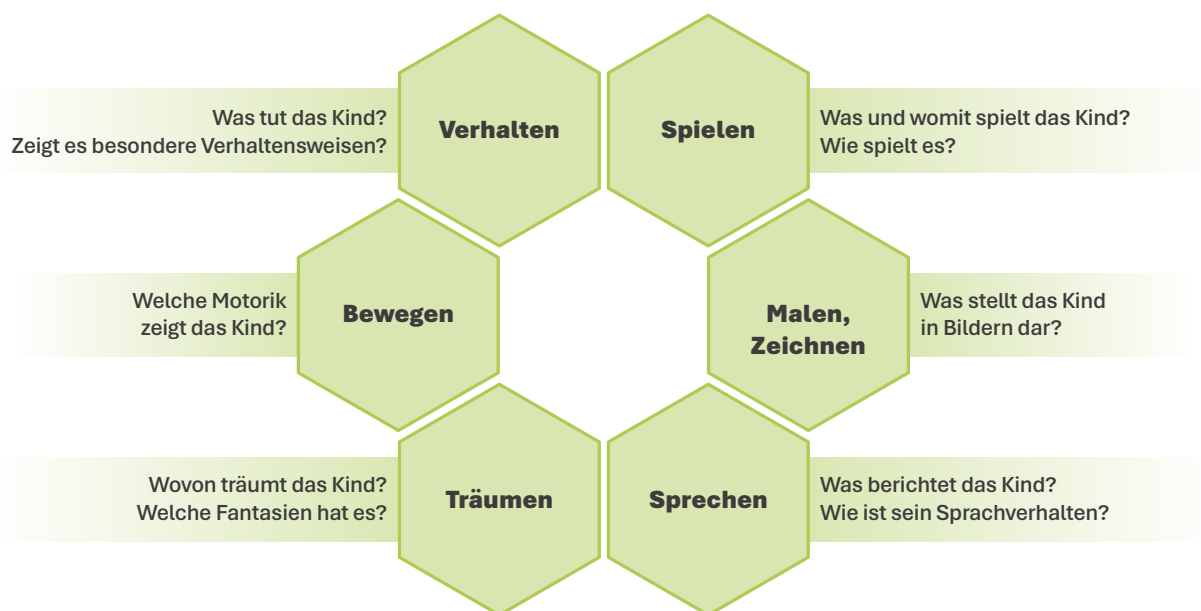 Was tut das Kind?
Zeigt es besondere Verhaltensweisen?
Verhalten
Spielen
Was und womit spielt das Kind?
Wie spielt es?
Welche Motorik
zeigt das Kind?
Bewegen
Malen,
Zeichnen
Was stellt das Kind
in Bildern dar?
Wovon träumt das Kind?
Welche Fantasien hat es?
Träumen
Sprechen
Was berichtet das Kind?
Wie ist sein Sprachverhalten?